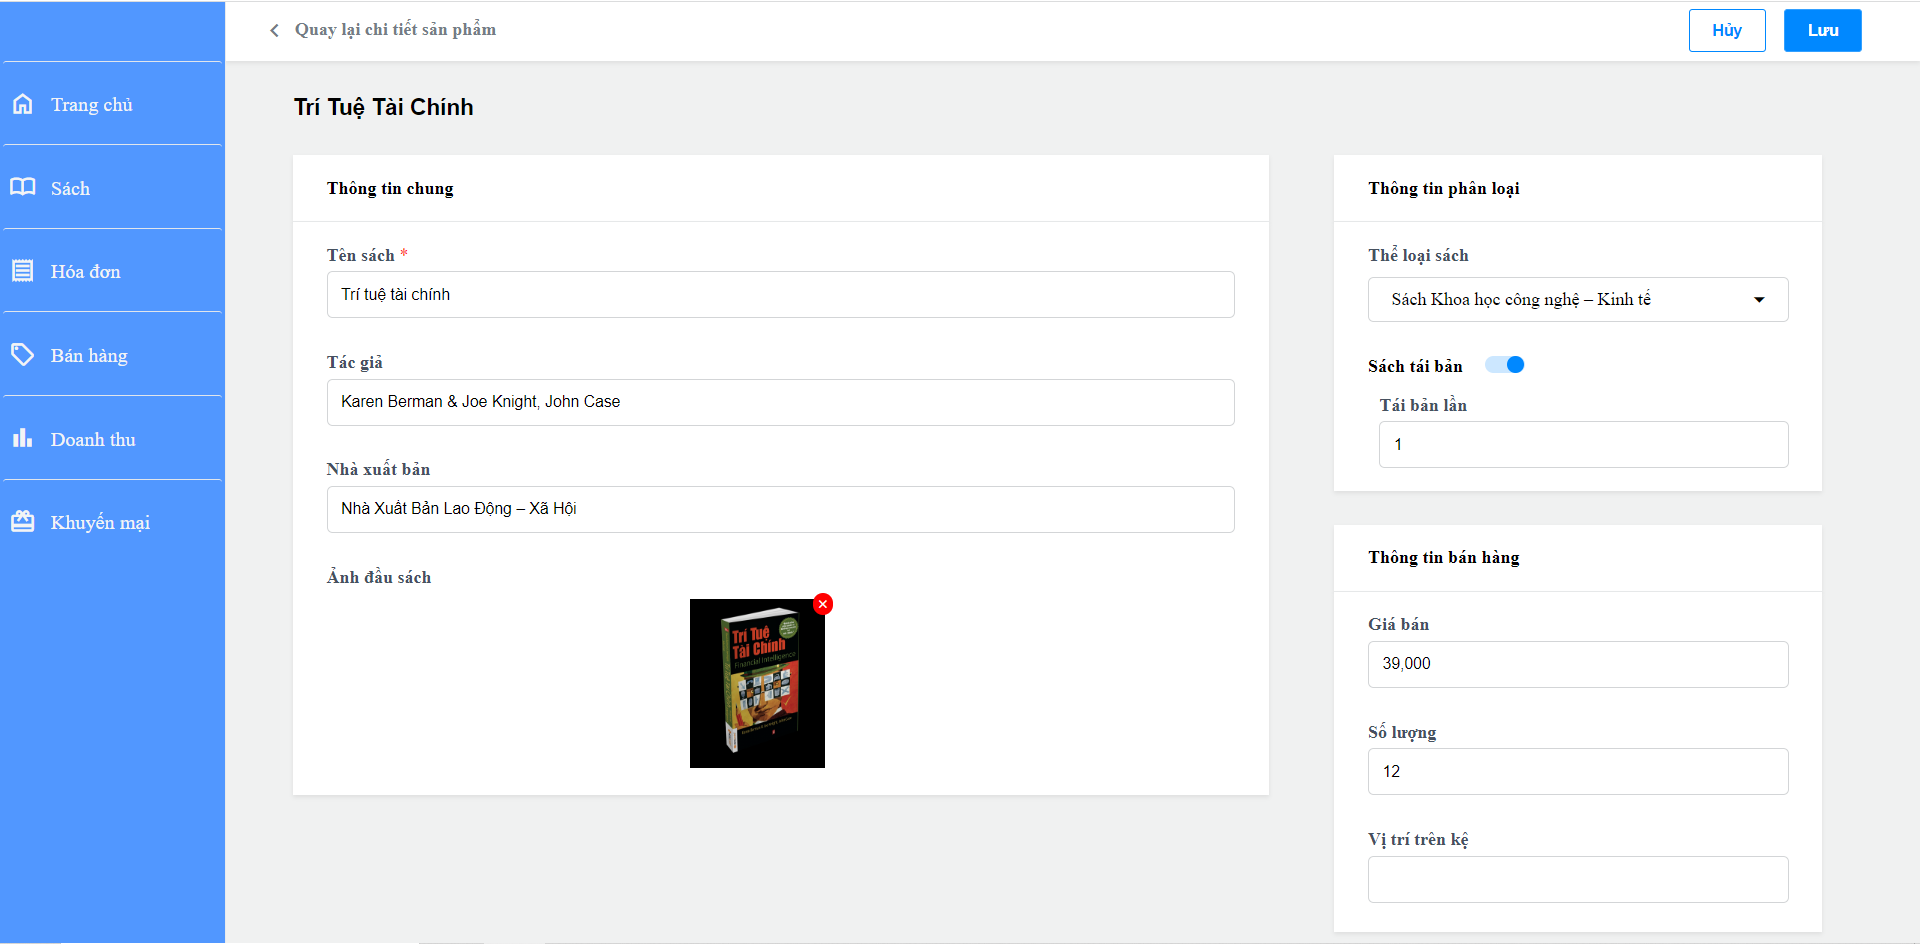 Quay lại chi tiết sản phẩm
Hủy
Lưu
Trang chủ
Sách
Hóa đơn
Bán hàng
Doanh thu
Khuyến mại
Trí Tuệ Tài Chính
Thông tin chung
Tên sách *
Trí tuệ tài chính
Tác giả
Karen Berman & Joe Knight, John Case
Nhà xuất bản
Nhà Xuất Bản Lao Động – Xã Hội
Ảnh đầu sách
Trí Tuệ
Tài Chính
Financial Intelligence
Thông tin phân loại
Thể loại sách
Sách Khoa học công nghệ – Kinh tế
Sách tái bản
Tái bản lần
1
Thông tin bán hàng
Giá bán
39,000
Số lượng
12
Vị trí trên kệ